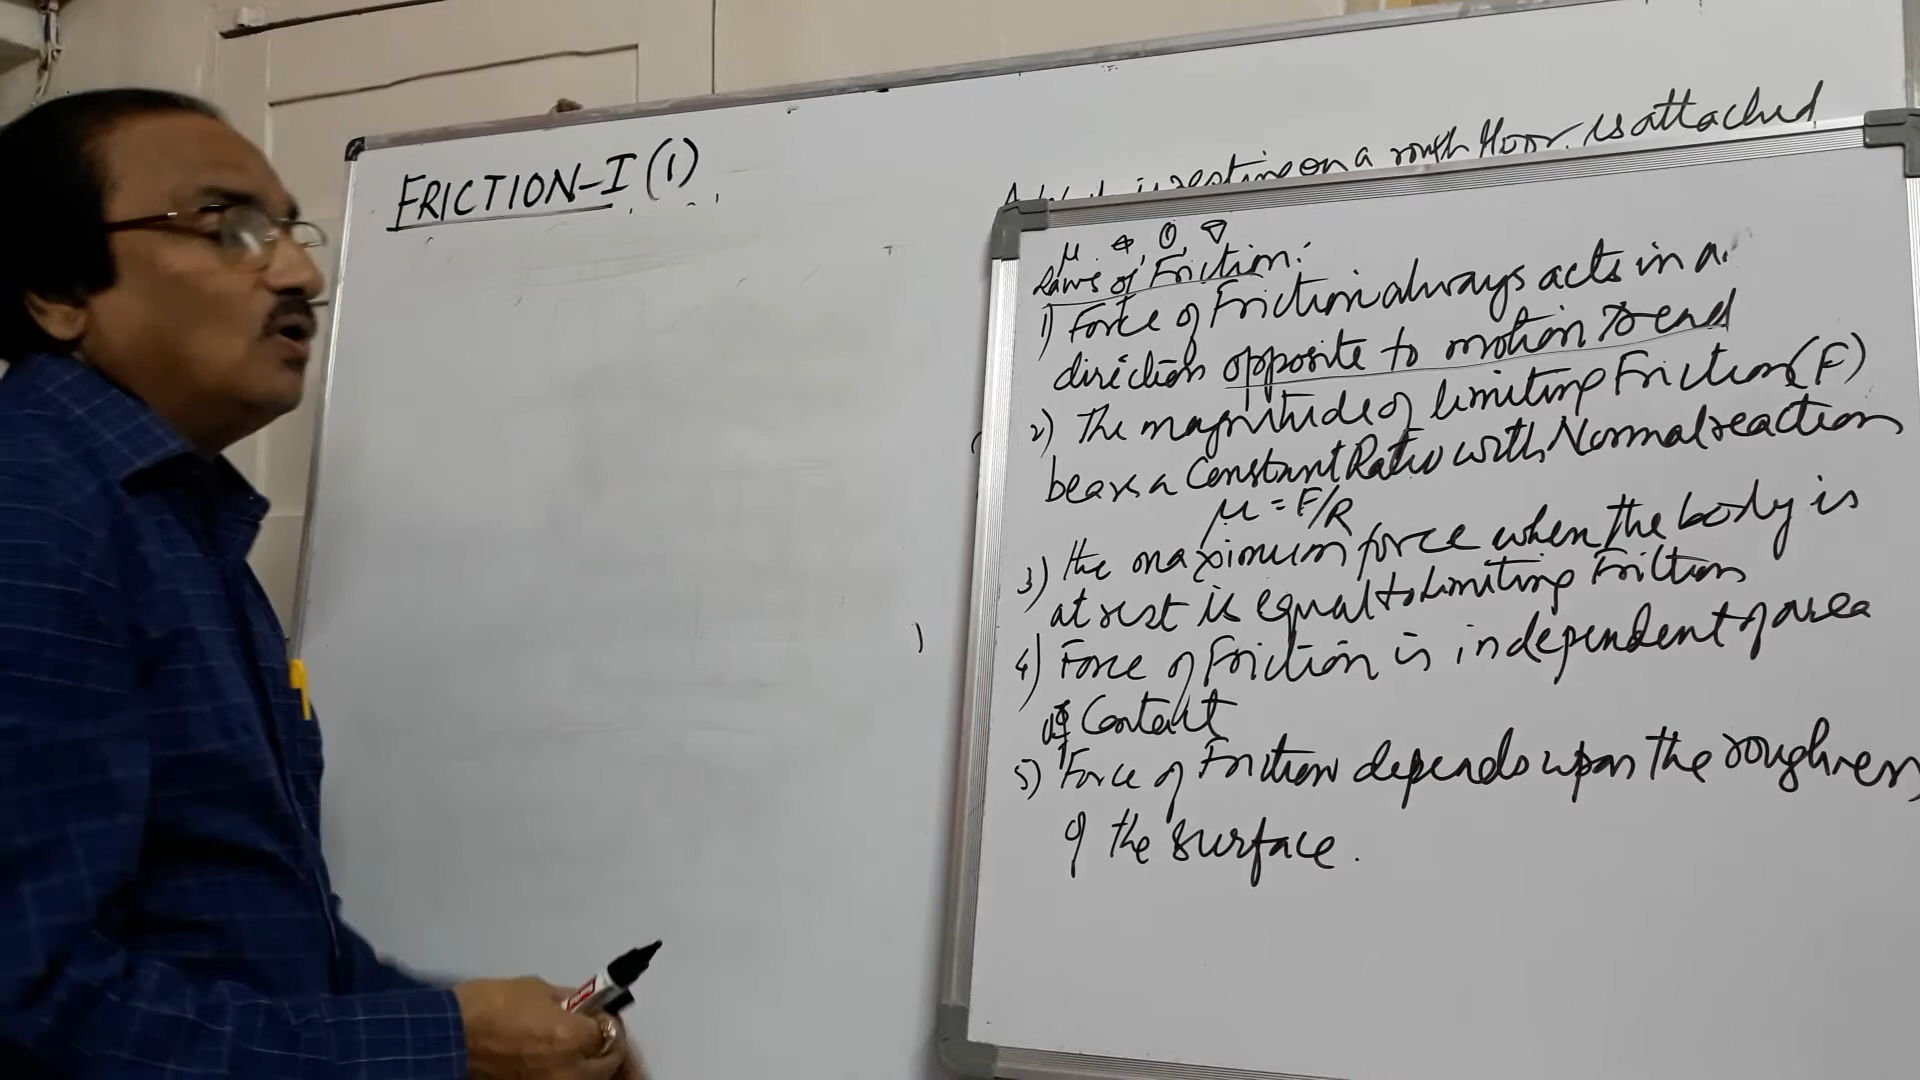 FRICTION-I (1)
is resting on a rough floor. is attached
μ
Laws of Friction:
1) Force of Friction always acts in a
direction opposite to motion
2) The magnitude of limiting Friction (F)
bears a Constant Ratio with Normal reaction
μ = F/R
3) the maximum force when the body is
at rest is equal to Limiting Friction
4) Force of Friction is independent of area
of Contact
5) Force of Friction depends upon the roughness
of the surface.